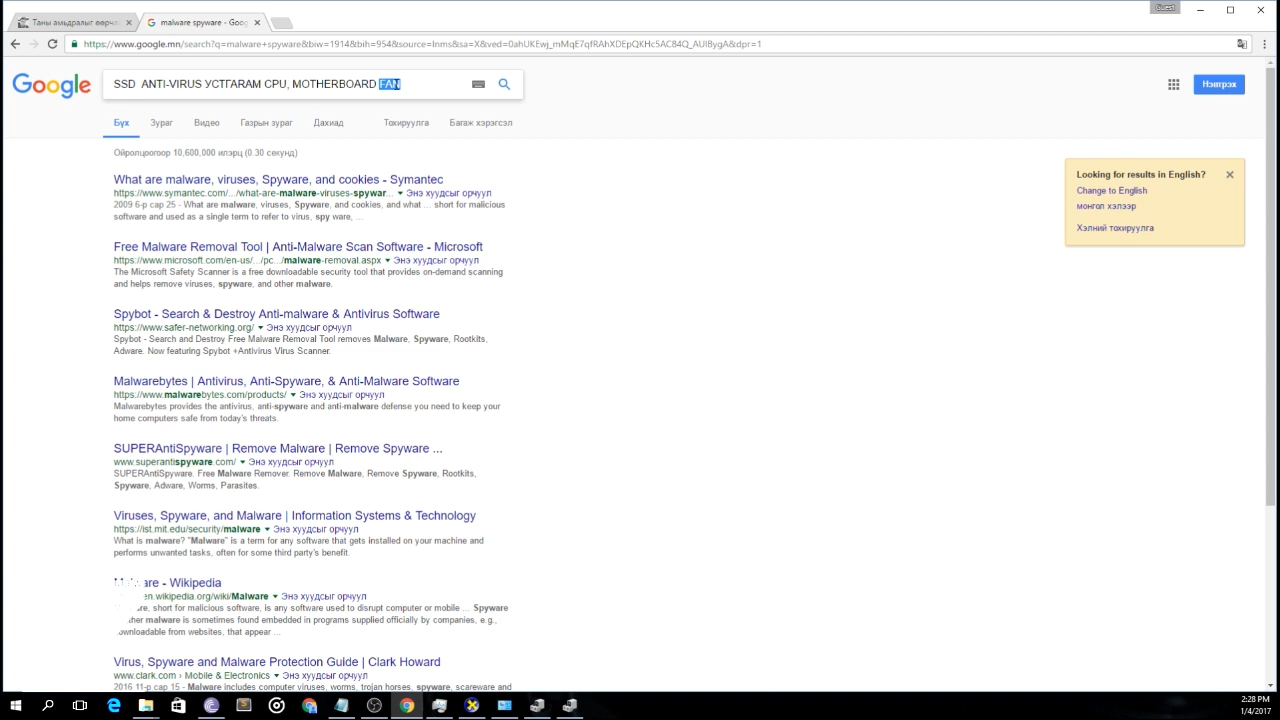 Guest
Таны амьдралыг өөрчл
malware spyware - Goog
https://www.google.mn/search?q=malware+spyware&biw=1914&bih=954&source=lnms&sa=X&ved=0ahUKEwj_mMqE7qfRAhXDEpQKHcSAC84Q_AUIBygA&dpr=1
Google
SSD ANTI-VIRUS УСТГАRAM CPU, MOTHERBOARD FAN
Нэвтрэх
Бүх Зураг Видео Газрын зураг Дахиад Тохируулга Багаж хэрэгсэл
Ойролцоогоор 10,600,000 илэрц (0.30 секунд)
Looking for results in English?
Change to English
монгол хэлээр
Хэлний тохируулга
What are malware, viruses, Spyware, and cookies - Symantec
https://www.symantec.com/.../what-are-malware-viruses-spywar... Энэ хуудсыг орчуул
2009 6-р сар 25 - What are malware, viruses, Spyware, and cookies, and what ... short for malicious
software and used as a single term to refer to virus, spy ware, ...
Free Malware Removal Tool | Anti-Malware Scan Software - Microsoft
https://www.microsoft.com/en-us/.../pc.../malware-removal.aspx Энэ хуудсыг орчуул
The Microsoft Safety Scanner is a free downloadable security tool that provides on-demand scanning
and helps remove viruses, spyware, and other malware.
Spybot - Search & Destroy Anti-malware & Antivirus Software
https://www.safer-networking.org/ Энэ хуудсыг орчуул
Spybot - Search and Destroy Free Malware Removal Tool removes Malware, Spyware, Rootkits,
Adware. Now featuring Spybot +Antivirus Virus Scanner.
Malwarebytes | Antivirus, Anti-Spyware, & Anti-Malware Software
https://www.malwarebytes.com/products/ Энэ хуудсыг орчуул
Malwarebytes provides the antivirus, anti-spyware and anti-malware defense you need to keep your
home computers safe from today's threats.
SUPERAntiSpyware | Remove Malware | Remove Spyware ...
www.superantispyware.com/ Энэ хуудсыг орчуул
SUPERAntiSpyware. Free Malware Remover. Remove Malware, Remove Spyware, Rootkits,
Spyware, Adware, Worms, Parasites.
Viruses, Spyware, and Malware | Information Systems & Technology
https://ist.mit.edu/security/malware Энэ хуудсыг орчуул
What is malware? "Malware" is a term for any software that gets installed on your machine and
performs unwanted tasks, often for some third party's benefit.
Malware - Wikipedia
en.wikipedia.org/wiki/Malware Энэ хуудсыг орчуул
short for malicious software, is any software used to disrupt computer or mobile ... Spyware
malware is sometimes found embedded in programs supplied officially by companies, e.g.,
downloadable from websites, that appear ...
Virus, Spyware and Malware Protection Guide | Clark Howard
www.clark.com › Mobile & Electronics Энэ хуудсыг орчуул
2016 11-р сар 15 - Malware includes computer viruses, worms, trojan horses, spyware, scareware and
2:28 PM
1/4/2017